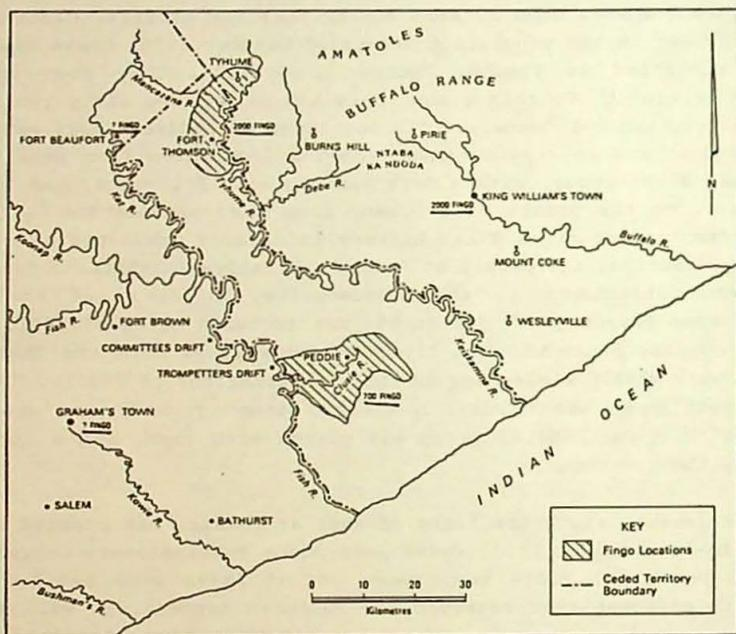 AMATOLES
TYHUME
BUFFALO RANGE
Mancazana R.
? FINGO
2000 FINGO
FORT BEAUFORT
FORT
THOMSON
BURNS HILL
PIRIE
NTABA
KA NDODA
Debe R.
Tyhume R.
KING WILLIAM'S TOWN
2000 FINGO
N
Kat R.
Buffalo R.
MOUNT COKE
Koonap R.
Fish R.
FORT BROWN
COMMITTEES DRIFT
TROMPETTERS DRIFT
PEDDIE
700 FINGO
WESLEYVILLE
Keiskamma R.
GRAHAM'S TOWN
? FINGO
Fish R.
INDIAN OCEAN
SALEM
Kowie R.
BATHURST
Bushman's R.
KEY
Fingo Locations
Ceded Territory
Boundary
0 10 20 30
Kilometres